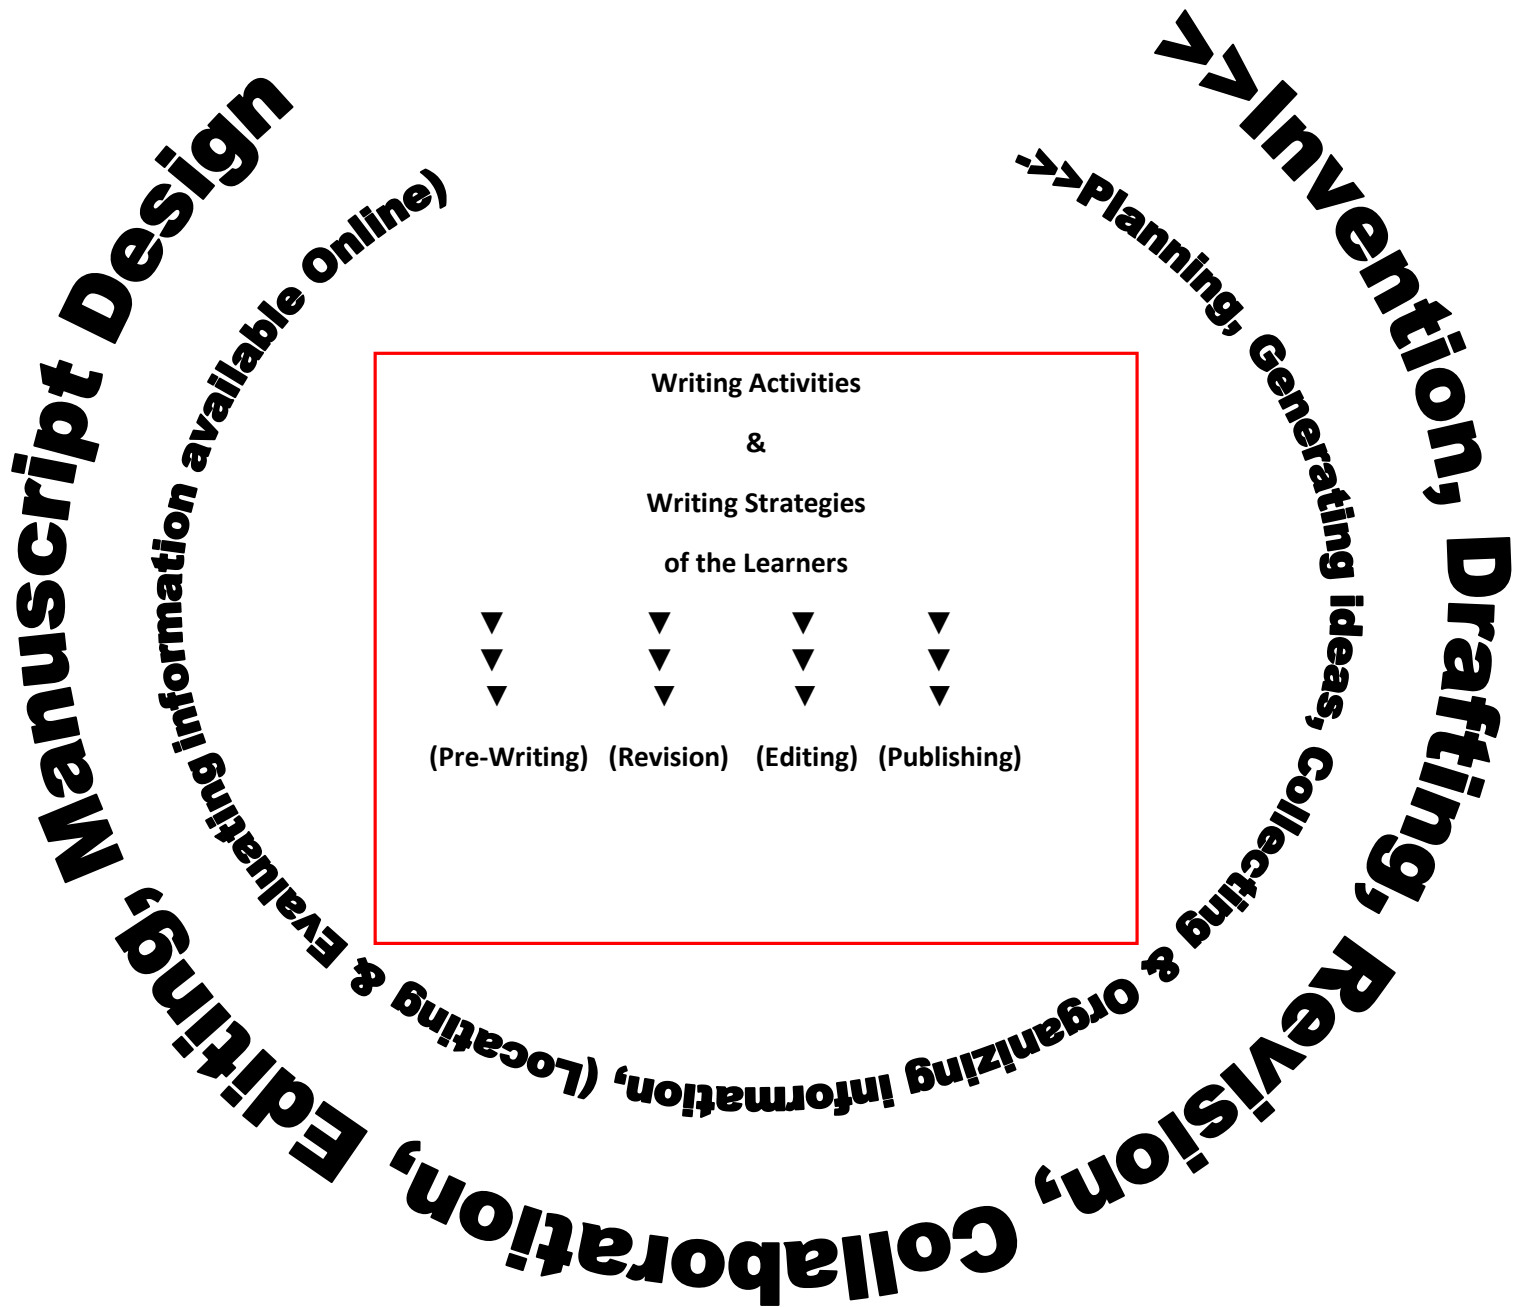 >>Invention, Drafting, Revision, Collaboration, Editing, Manuscript Design
->>Planning, Generating ideas, Collecting & Organizing information, (Locating & Evaluating information available Online)
Writing Activities
&
Writing Strategies
of the Learners
▼ ▼ ▼ ▼
▼ ▼ ▼ ▼
▼ ▼ ▼ ▼
(Pre-Writing) (Revision) (Editing) (Publishing)